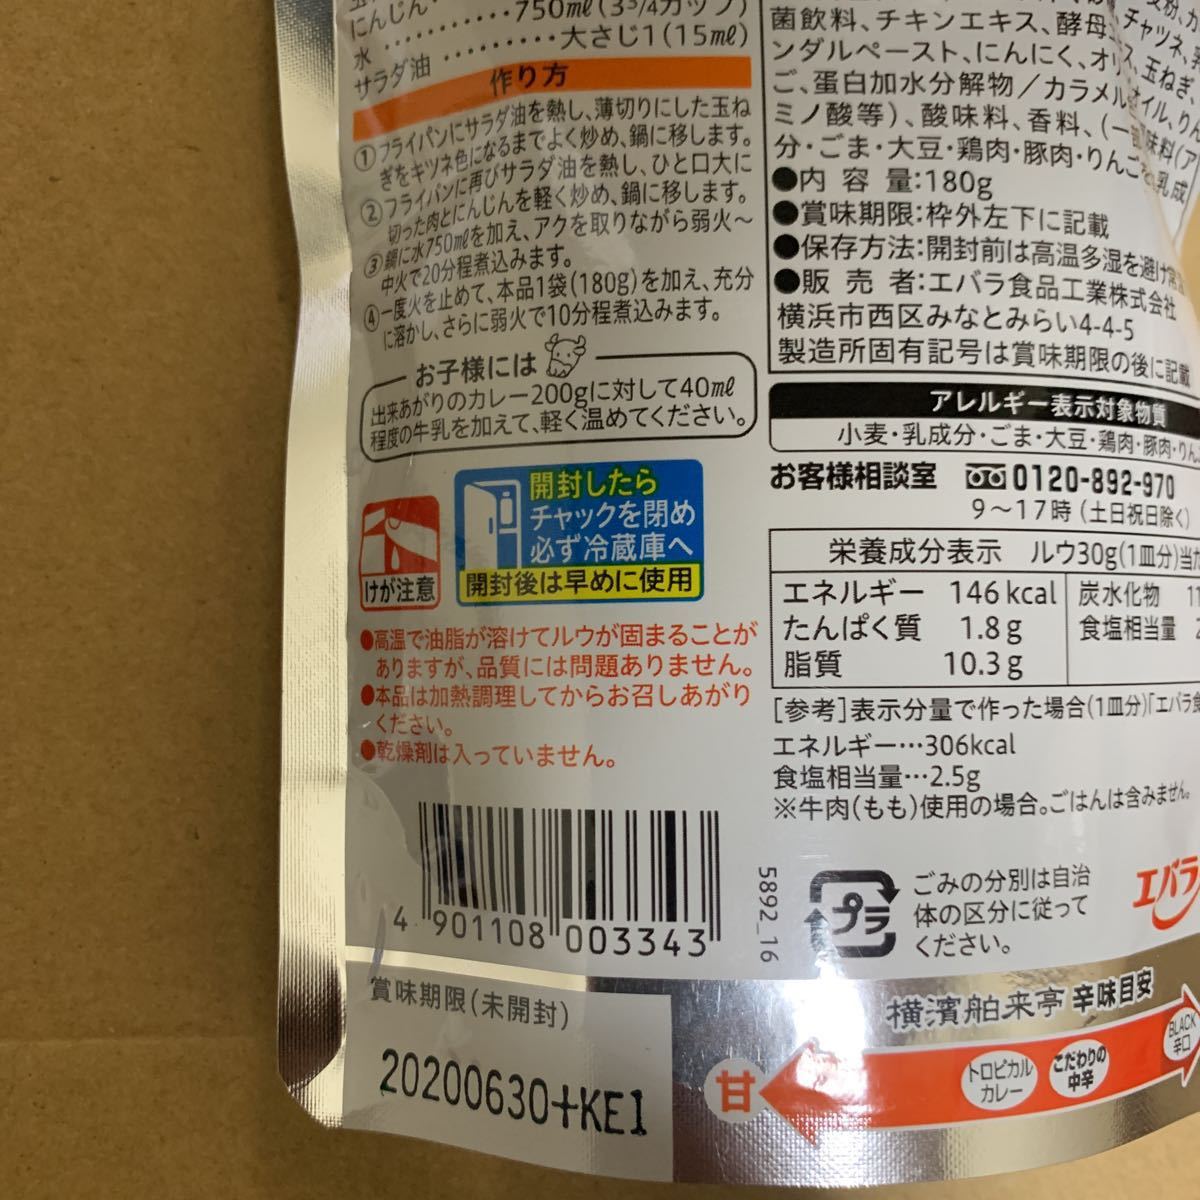 にんじん
水 ………… 750㎖(3 3/4カップ)
サラダ油 ………… 大さじ1(15㎖)
作り方
①フライパンにサラダ油を熱し、薄切りにした玉ね
ぎをキツネ色になるまでよく炒め、鍋に移します。
②フライパンに再びサラダ油を熱し、ひと口大に
切った肉とにんじんを軽く炒め、鍋に移します。
③鍋に水750㎖を加え、アクを取りながら弱火〜
中火で20分程煮込みます。
④一度火を止めて、本品1袋(180g)を加え、充分
に溶かし、さらに弱火で10分程煮込みます。
お子様には
出来あがりのカレー200gに対して40㎖
程度の牛乳を加えて、軽く温めてください。
けが注意
開封したら
チャックを閉め
必ず冷蔵庫へ
開封後は早めに使用
●高温で油脂が溶けてルウが固まることが
ありますが、品質には問題ありません。
●本品は加熱調理してからお召しあがり
ください。
●乾燥剤は入っていません。
4 901108 003343
5892_16
賞味期限(未開封)
20200630+KE1
菌飲料、チキンエキス、酵母
チャツネ、
ンダルペースト、にんにく、
玉ねぎ、
ご、蛋白加水分解物/カラメル
ミノ酸等)、酸味料、香料、(一
分・ごま・大豆・鶏肉・豚肉・りんご
●内容量:180g
●賞味期限:枠外左下に記載
●保存方法:開封前は高温多湿を避け
●販売者:エバラ食品工業株式会社
横浜市西区みなとみらい4-4-5
製造所固有記号は賞味期限の後に記載
アレルギー表示対象物質
小麦・乳成分・ごま・大豆・鶏肉・豚肉・りん
お客様相談室 0120-892-970
9〜17時(土日祝日除く)
栄養成分表示 ルウ30g(1皿分)当
エネルギー 146kcal 炭水化物
たんぱく質 1.8g 食塩相当量
脂質 10.3g
[参考]表示分量で作った場合(1皿分)「エバラ食
エネルギー…306kcal
食塩相当量…2.5g
※牛肉(もも)使用の場合。ごはんは含みません。
プラ
ごみの分別は自治
体の区分に従って
ください。
エバラ
横濱舶来亭 辛味目安
甘
トロピカル
カレー
こだわりの
中辛
BLACK
辛口